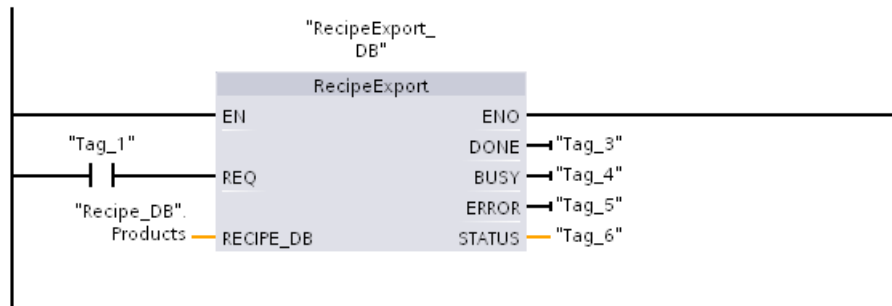 "RecipeExport_
DB"
RecipeExport
EN ENO
"Tag_1" DONE "Tag_3"
REQ BUSY "Tag_4"
"Recipe_DB". ERROR "Tag_5"
Products RECIPE_DB STATUS "Tag_6"